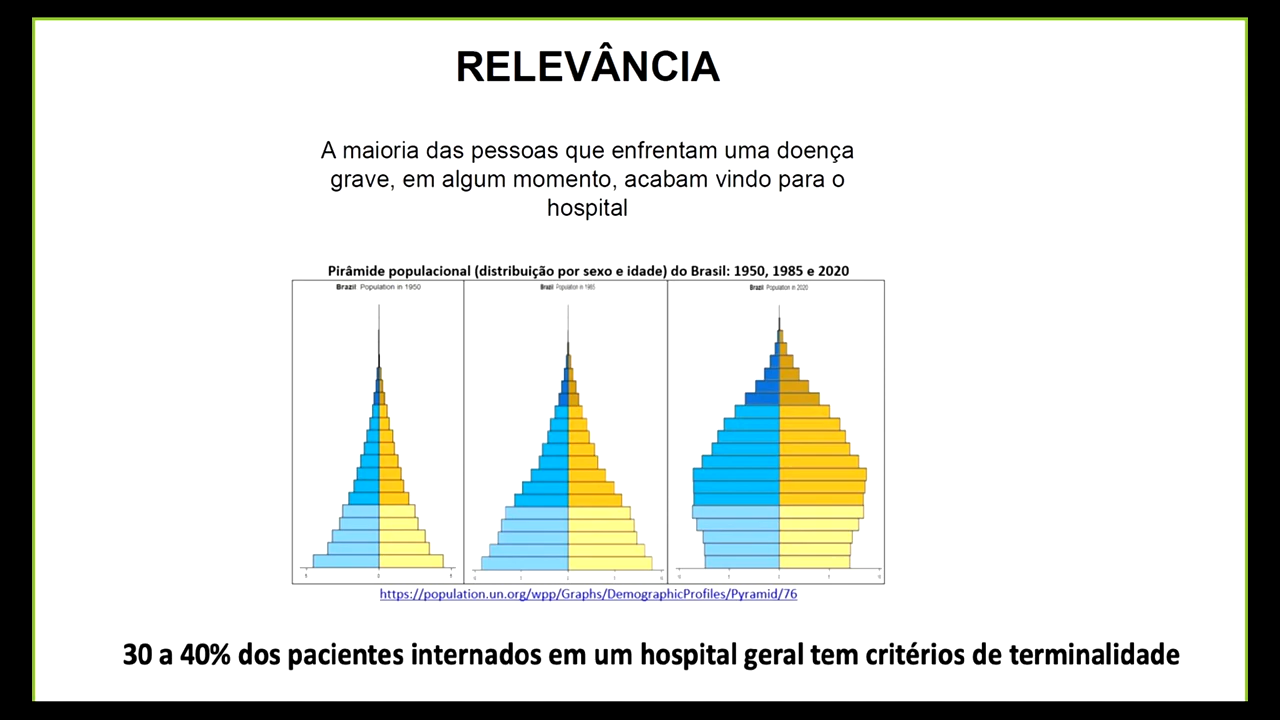 RELEVÂNCIA
A maioria das pessoas que enfrentam uma doença
grave, em algum momento, acabam vindo para o
hospital
Pirâmide populacional (distribuição por sexo e idade) do Brasil: 1950, 1985 e 2020
Brazil Population in 1950
Brazil Population in 1985
Brazil Population in 2020
https://population.un.org/wpp/Graphs/DemographicProfiles/Pyramid/76
30 a 40% dos pacientes internados em um hospital geral tem critérios de terminalidade